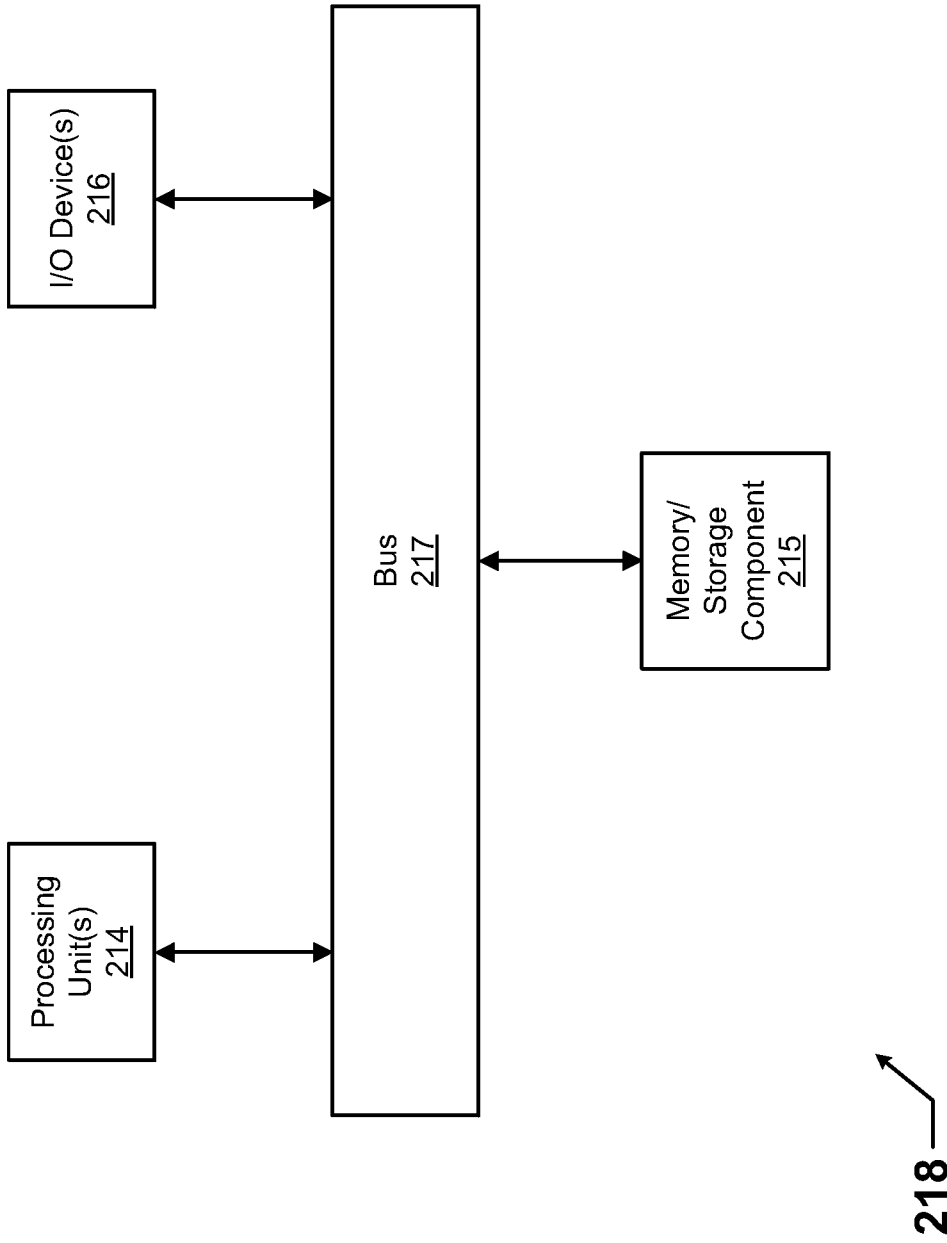 Processing
Unit(s)
214
I/O Device(s)
216
Bus
217
Memory/
Storage
Component
215
218